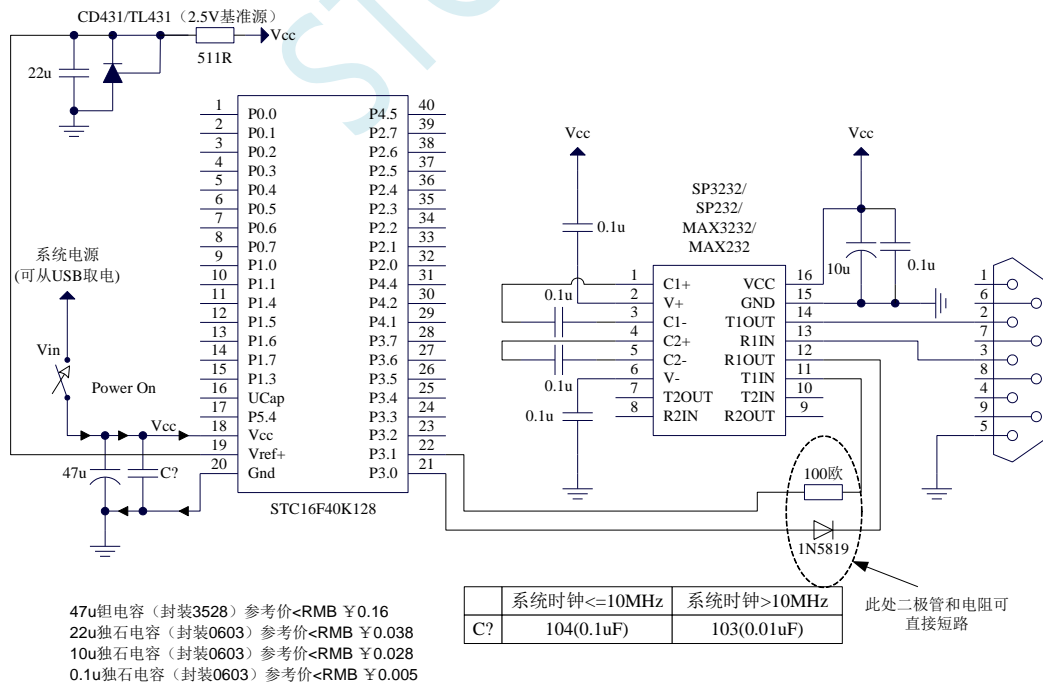 STC
CD431/TL431（2.5V基准源）
Vcc
511R
22u
1 P0.0 P4.5 40
2 P0.1 P2.7 39
3 P0.2 P2.6 38
4 P0.3 P2.5 37
5 P0.4 P2.4 36
6 P0.5 P2.3 35
7 P0.6 P2.2 34
8 P0.7 P2.1 33
9 P1.0 P2.0 32
10 P1.1 P4.4 31
11 P1.4 P4.2 30
12 P1.5 P4.1 29
13 P1.6 P3.7 28
14 P1.7 P3.6 27
15 P1.3 P3.5 26
16 UCap P3.4 25
17 P5.4 P3.3 24
18 Vcc P3.2 23
19 Vref+ P3.1 22
20 Gnd P3.0 21
STC16F40K128
系统电源
(可从USB取电)
Vin
Power On
Vcc
47u
C?
Vcc
0.1u
0.1u
0.1u
0.1u
SP3232/
SP232/
MAX3232/
MAX232
1 C1+ VCC 16
2 V+ GND 15
3 C1- T1OUT 14
4 C2+ R1IN 13
5 C2- R1OUT 12
6 V- T1IN 11
7 T2OUT T2IN 10
8 R2IN R2OUT 9
Vcc
10u
0.1u
1
6
2
7
3
8
4
9
5
100欧
1N5819
此处二极管和电阻可
直接短路
系统时钟<=10MHz 系统时钟>10MHz
C? 104(0.1uF) 103(0.01uF)
47u钽电容（封装3528）参考价<RMB ￥0.16
22u独石电容（封装0603）参考价<RMB ￥0.038
10u独石电容（封装0603）参考价<RMB ￥0.028
0.1u独石电容（封装0603）参考价<RMB ￥0.005